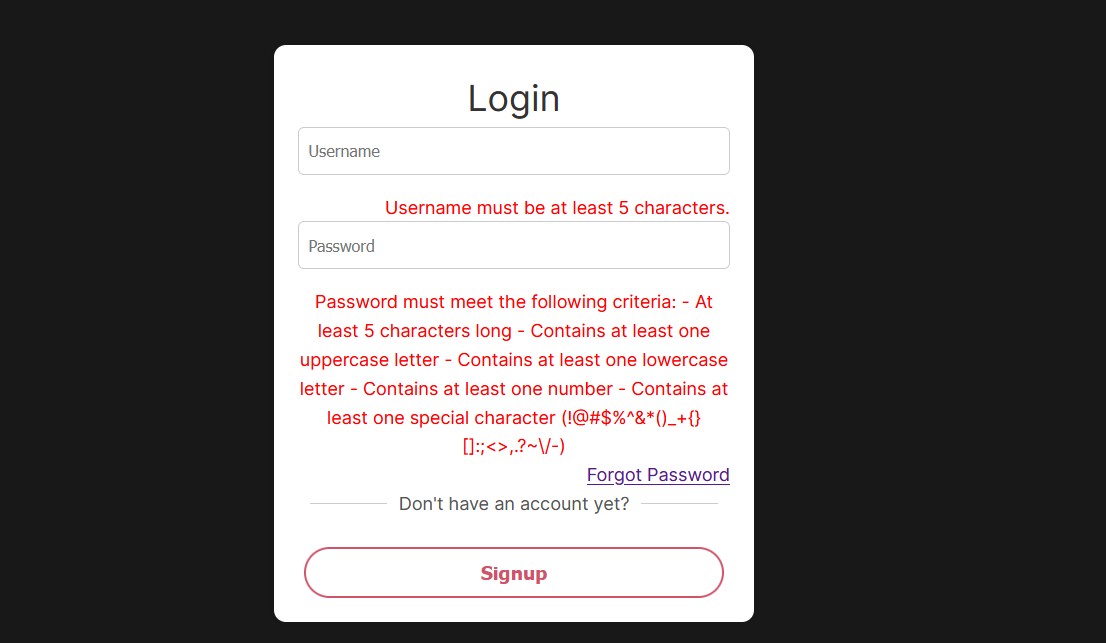 Login
Username
Username must be at least 5 characters.
Password
Password must meet the following criteria: - At
least 5 characters long - Contains at least one
uppercase letter - Contains at least one lowercase
letter - Contains at least one number - Contains at
least one special character (!@#$%^&*()_+{}
[]:;<>,.?~\/-)
Forgot Password
Don't have an account yet?
Signup